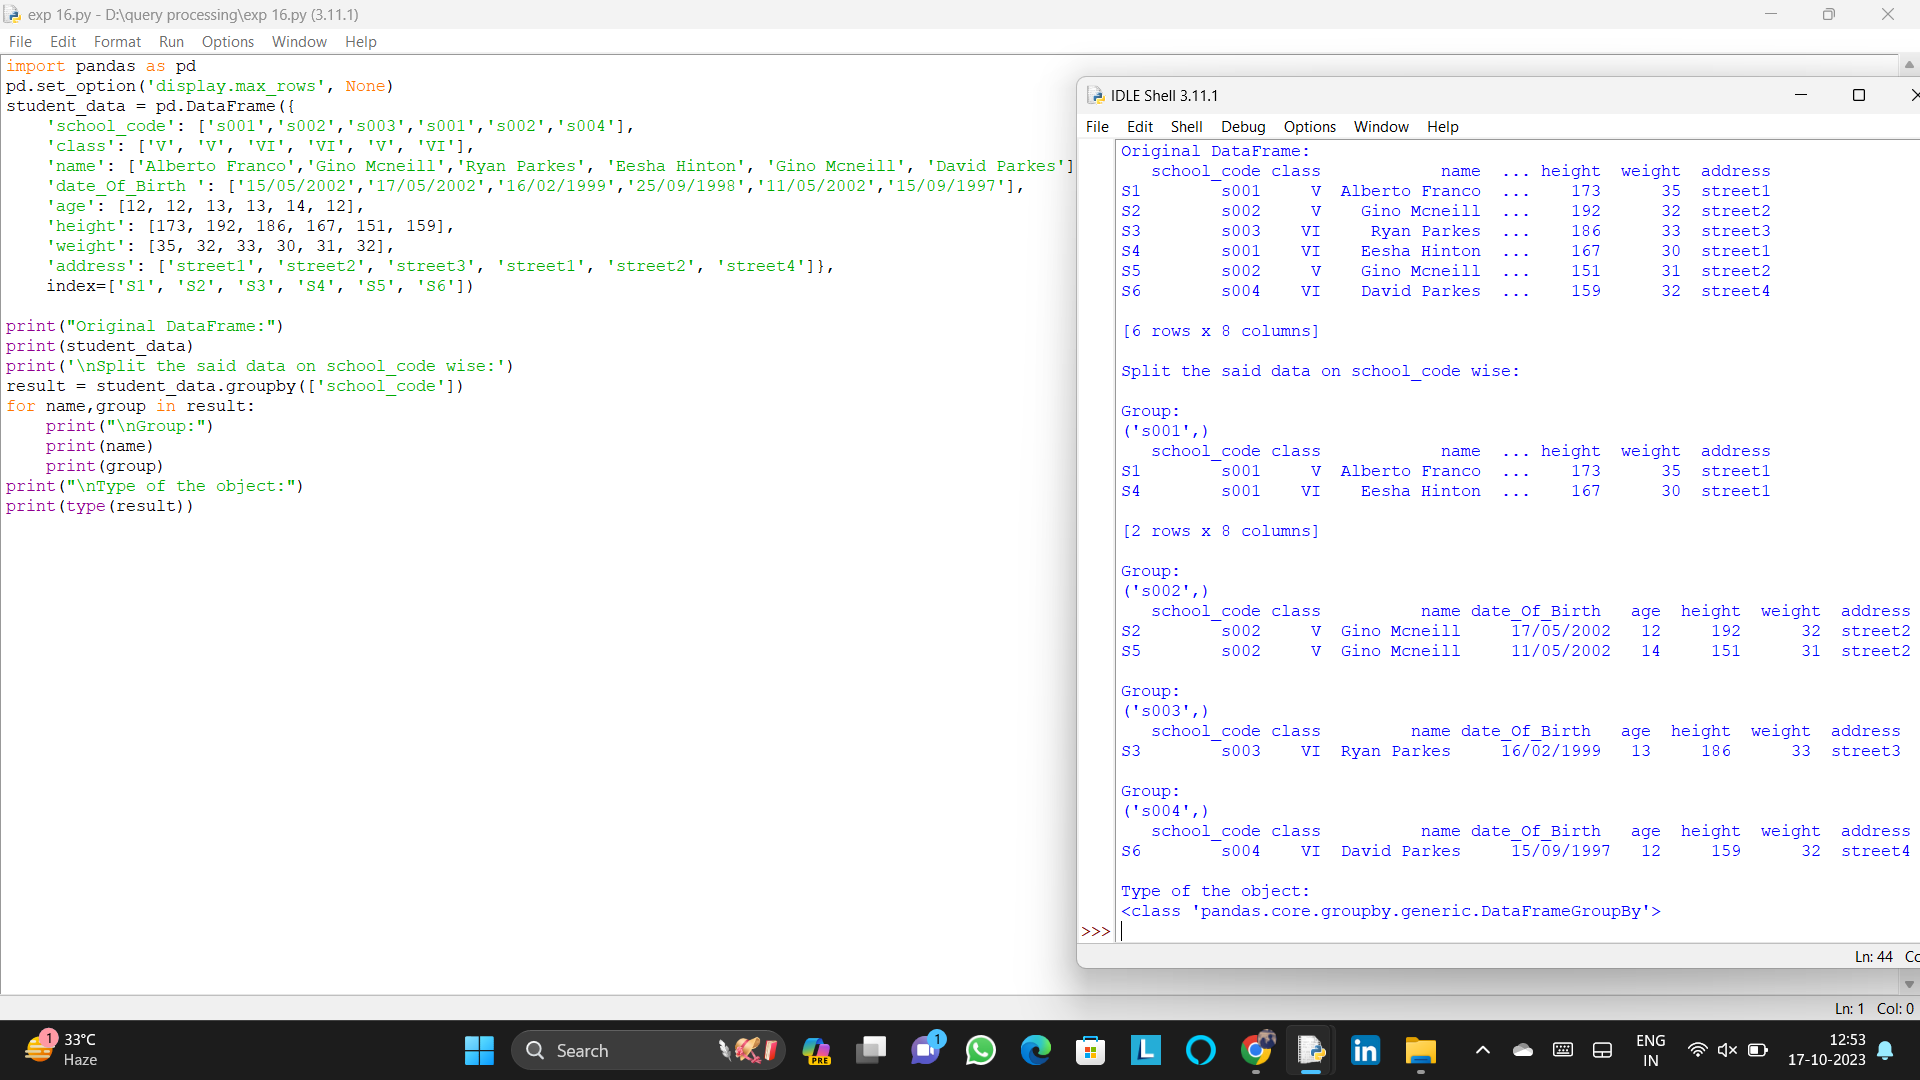 exp 16.py - D:\query processing\exp 16.py (3.11.1)
File Edit Format Run Options Window Help
import pandas as pd
pd.set_option('display.max_rows', None)
student_data = pd.DataFrame({
    'school_code': ['s001','s002','s003','s001','s002','s004'],
    'class': ['V', 'V', 'VI', 'VI', 'V', 'VI'],
    'name': ['Alberto Franco','Gino Mcneill','Ryan Parkes', 'Eesha Hinton', 'Gino Mcneill', 'David Parkes']
    'date_Of_Birth ': ['15/05/2002','17/05/2002','16/02/1999','25/09/1998','11/05/2002','15/09/1997'],
    'age': [12, 12, 13, 13, 14, 12],
    'height': [173, 192, 186, 167, 151, 159],
    'weight': [35, 32, 33, 30, 31, 32],
    'address': ['street1', 'street2', 'street3', 'street1', 'street2', 'street4']},
    index=['S1', 'S2', 'S3', 'S4', 'S5', 'S6'])
print("Original DataFrame:")
print(student_data)
print('\nSplit the said data on school_code wise:')
result = student_data.groupby(['school_code'])
for name,group in result:
    print("\nGroup:")
    print(name)
    print(group)
print("\nType of the object:")
print(type(result))
IDLE Shell 3.11.1
File Edit Shell Debug Options Window Help
Original DataFrame:
   school_code class            name  ... height  weight  address
S1        s001     V  Alberto Franco  ...    173      35  street1
S2        s002     V    Gino Mcneill  ...    192      32  street2
S3        s003    VI     Ryan Parkes  ...    186      33  street3
S4        s001    VI    Eesha Hinton  ...    167      30  street1
S5        s002     V    Gino Mcneill  ...    151      31  street2
S6        s004    VI    David Parkes  ...    159      32  street4
[6 rows x 8 columns]
Split the said data on school_code wise:
Group:
('s001',)
   school_code class            name  ... height  weight  address
S1        s001     V  Alberto Franco  ...    173      35  street1
S4        s001    VI    Eesha Hinton  ...    167      30  street1
[2 rows x 8 columns]
Group:
('s002',)
   school_code class          name date_Of_Birth   age  height  weight  address
S2        s002     V  Gino Mcneill     17/05/2002   12     192      32  street2
S5        s002     V  Gino Mcneill     11/05/2002   14     151      31  street2
Group:
('s003',)
   school_code class         name date_Of_Birth   age  height  weight  address
S3        s003    VI  Ryan Parkes     16/02/1999   13     186      33  street3
Group:
('s004',)
   school_code class          name date_Of_Birth   age  height  weight  address
S6        s004    VI  David Parkes     15/09/1997   12     159      32  street4
Type of the object:
<class 'pandas.core.groupby.generic.DataFrameGroupBy'>
>>>
Ln: 44 Co
Ln: 1 Col: 0
1 33°C
Haze
Search
PRE
1
L
ENG
IN
12:53
17-10-2023